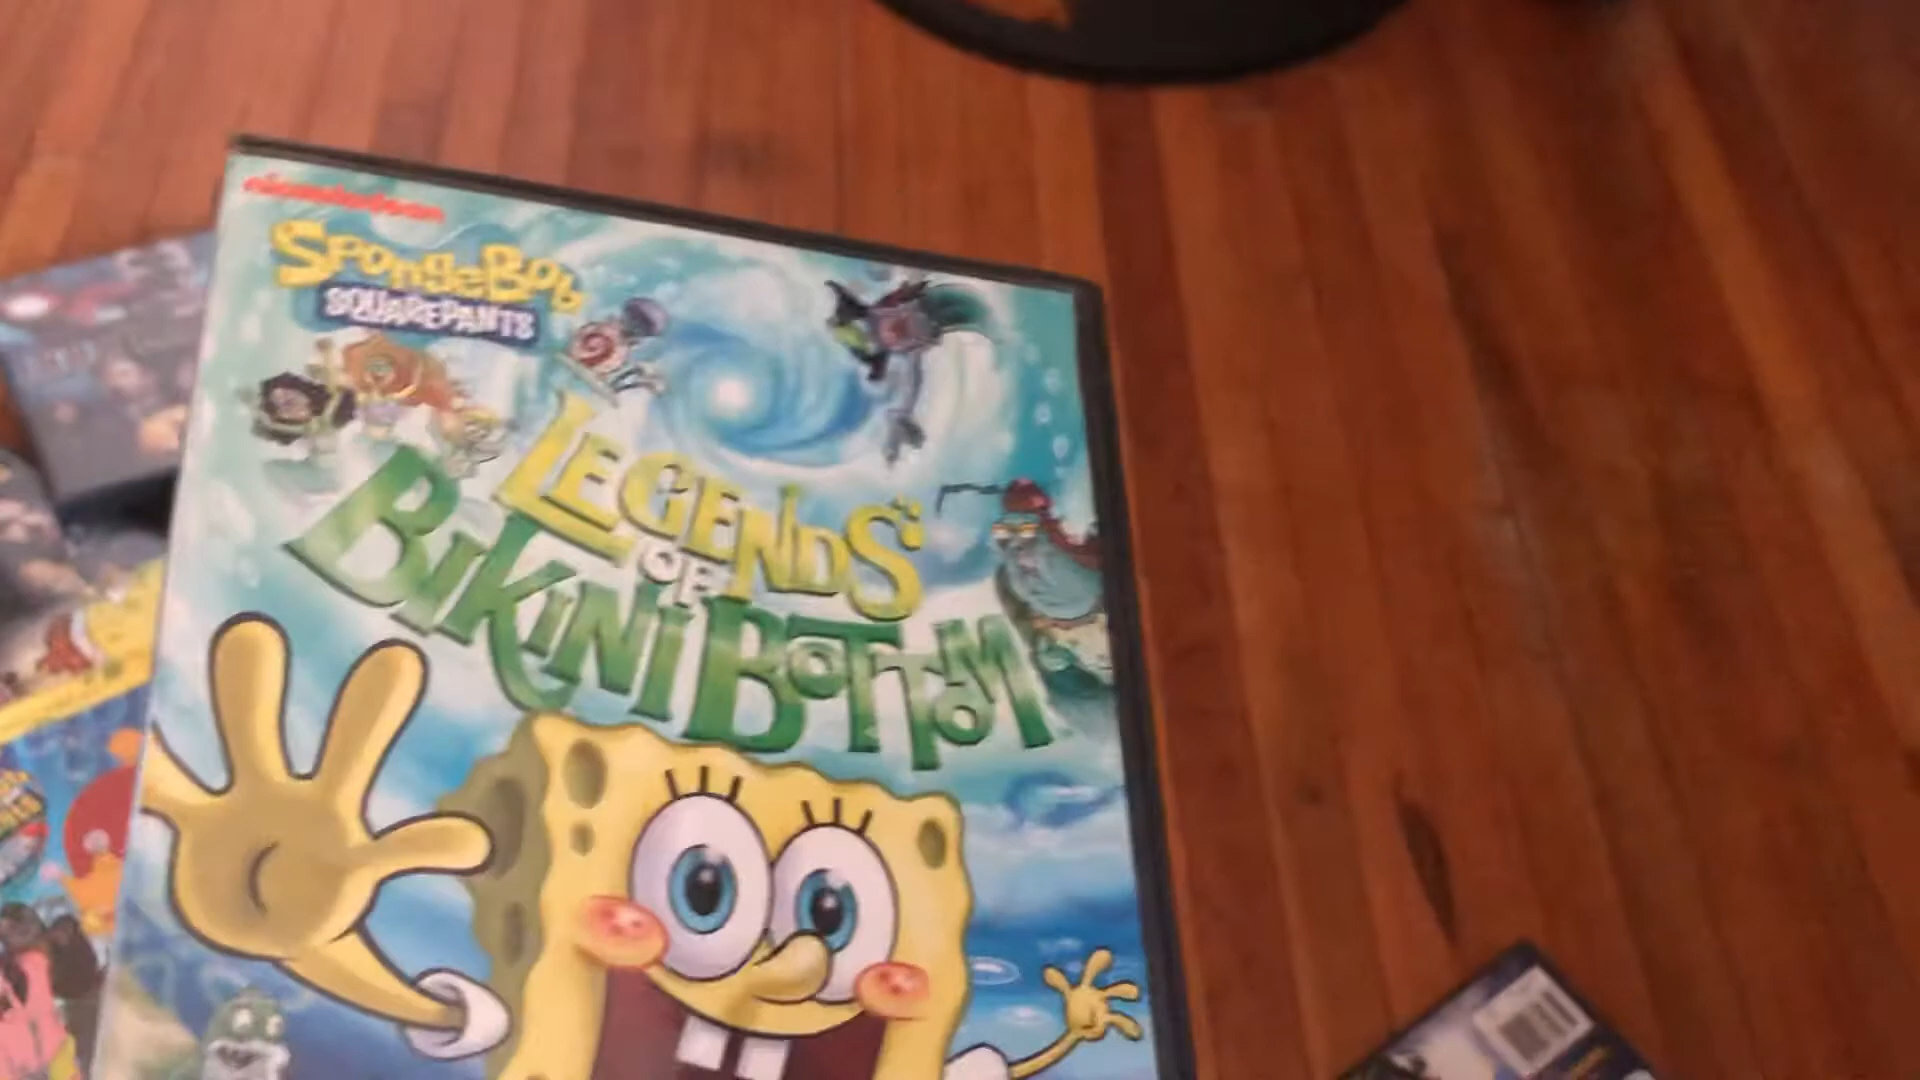 nickelodeon
SpongeBob
SQUAREPANTS
LEGENDS
OF
BIKINI BOTTOM